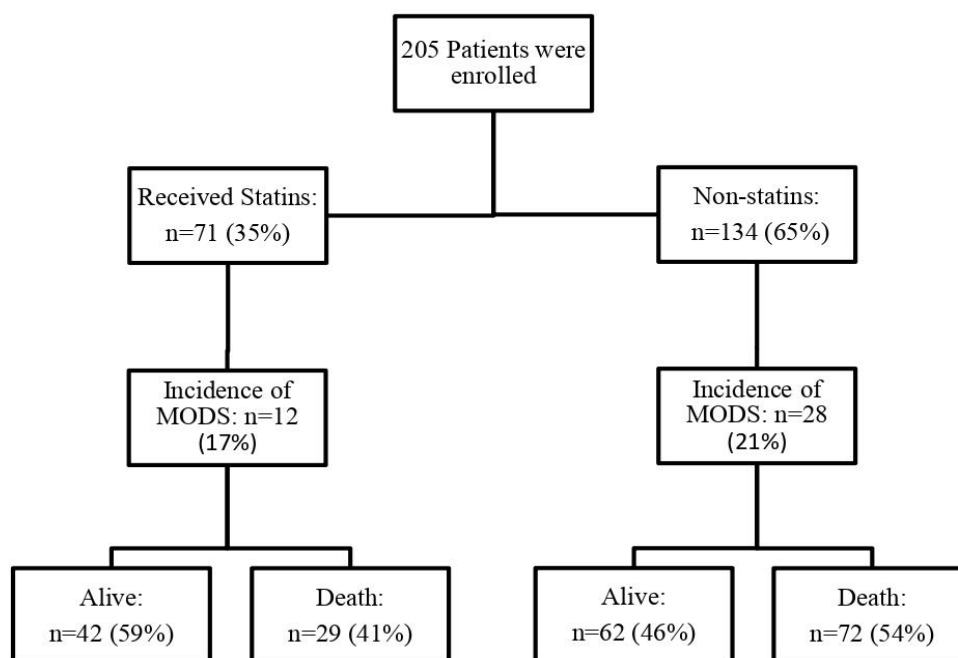 205 Patients were
enrolled
Received Statins:
n=71 (35%)
Non-statins:
n=134 (65%)
Incidence of
MODS: n=12
(17%)
Incidence of
MODS: n=28
(21%)
Alive:
n=42 (59%)
Death:
n=29 (41%)
Alive:
n=62 (46%)
Death:
n=72 (54%)